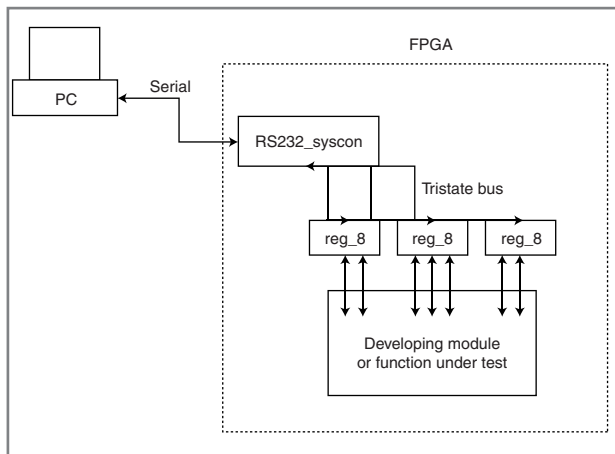 FPGA
Serial
PC
RS232_syscon
Tristate bus
reg_8
reg_8
reg_8
Developing module
or function under test